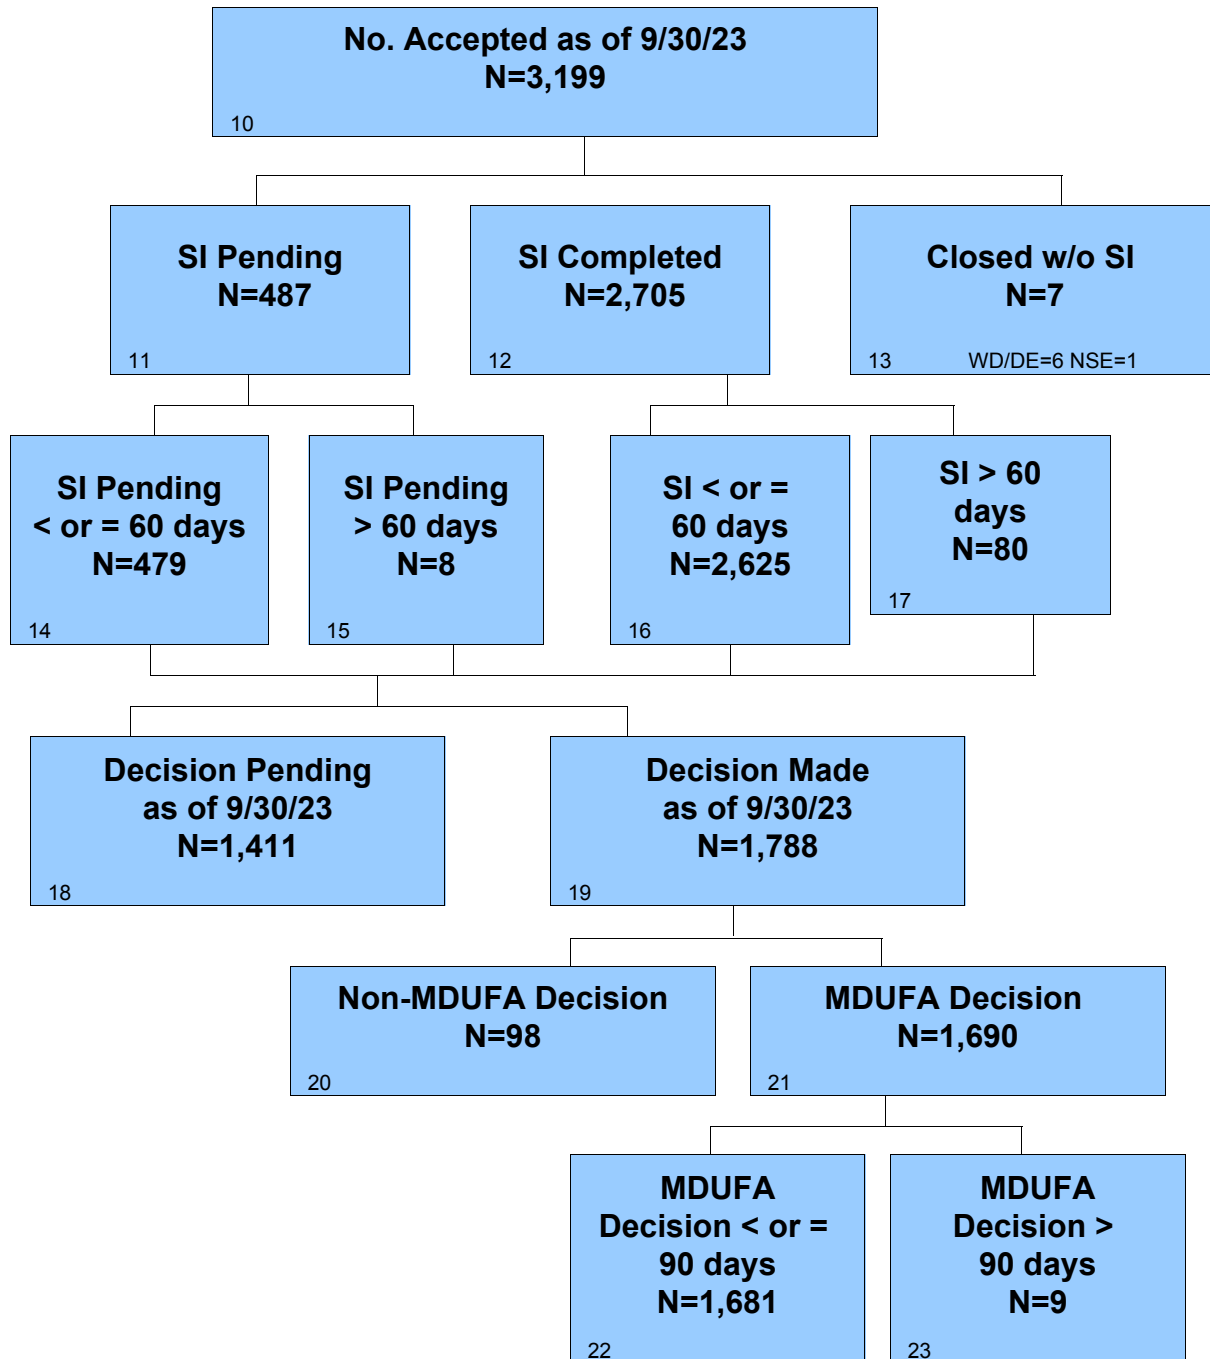 No. Accepted as of 9/30/23
N=3,199
10
SI Pending
N=487
11
SI Completed
N=2,705
12
Closed w/o SI
N=7
13 WD/DE=6 NSE=1
SI Pending
< or = 60 days
N=479
14
SI Pending
> 60 days
N=8
15
SI < or =
60 days
N=2,625
16
SI > 60
days
N=80
17
Decision Pending
as of 9/30/23
N=1,411
18
Decision Made
as of 9/30/23
N=1,788
19
Non-MDUFA Decision
N=98
20
MDUFA Decision
N=1,690
21
MDUFA
Decision < or =
90 days
N=1,681
22
MDUFA
Decision >
90 days
N=9
23